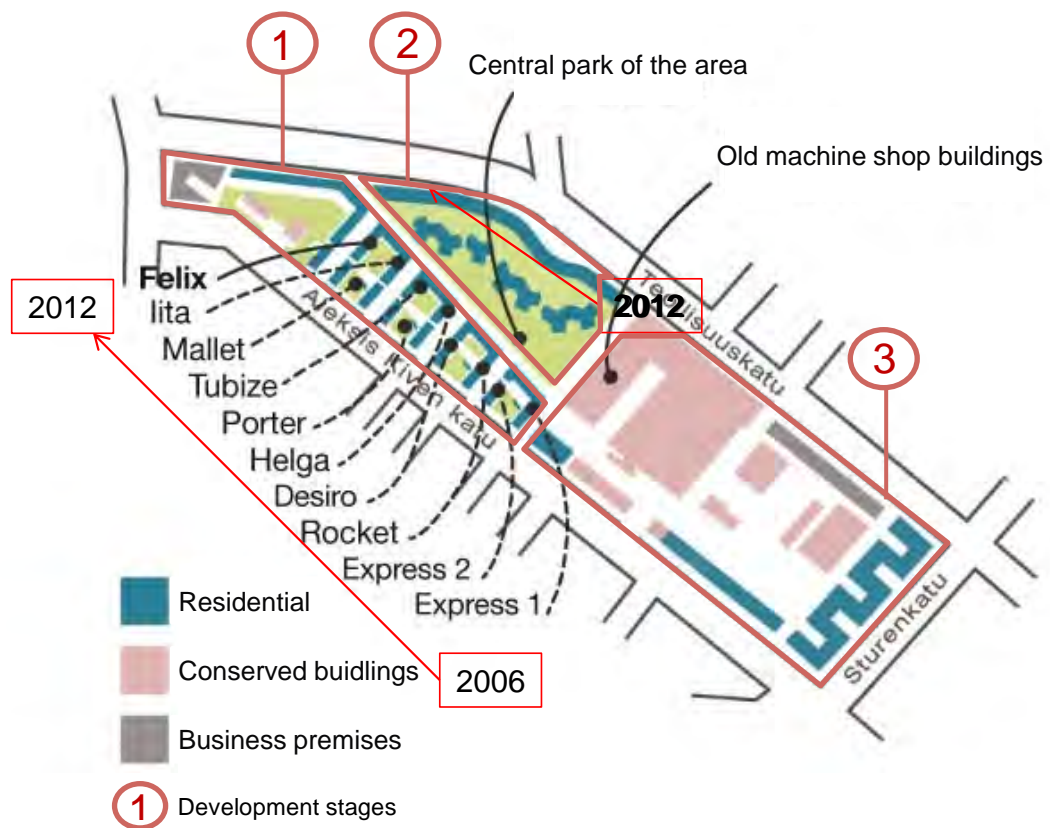 1
2
Central park of the area
Old machine shop buildings
Felix
Iita
Mallet
Tubize
Porter
Helga
Desiro
Rocket
Express 2
Express 1
2012
2012
Teollisuuskatu
3
Aleksis Kiven katu
Sturenkatu
2006
Residential
Conserved buidlings
Business premises
1 Development stages